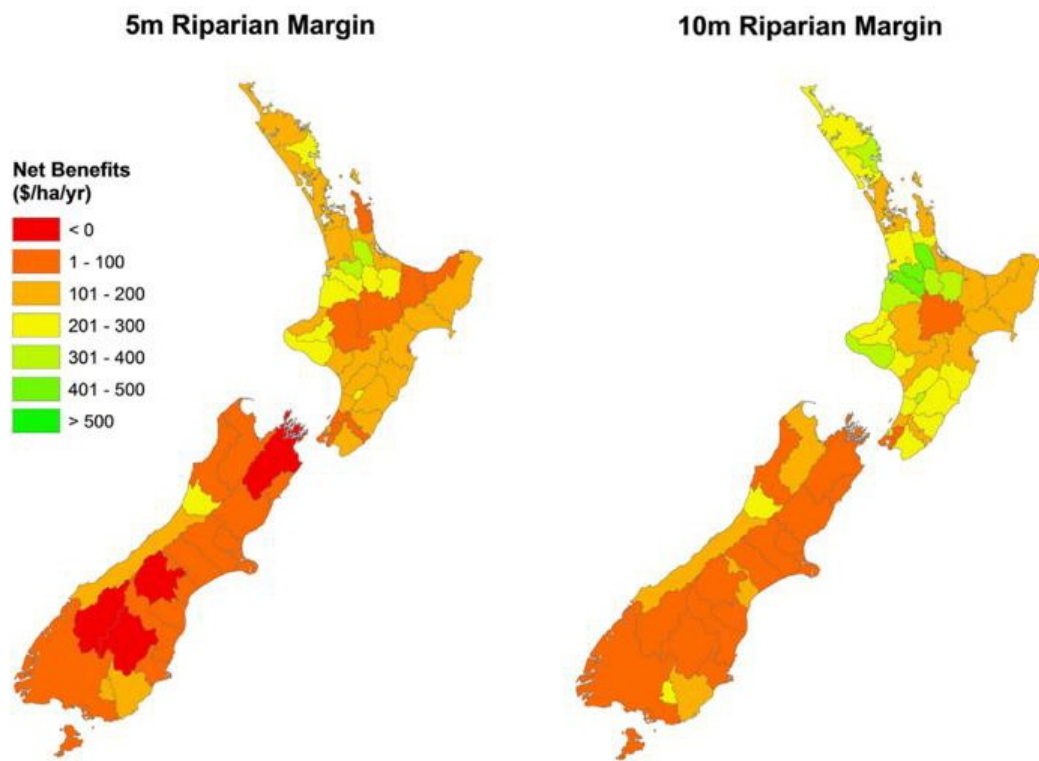 5m Riparian Margin
10m Riparian Margin
Net Benefits
($/ha/yr)
< 0
1 - 100
101 - 200
201 - 300
301 - 400
401 - 500
> 500